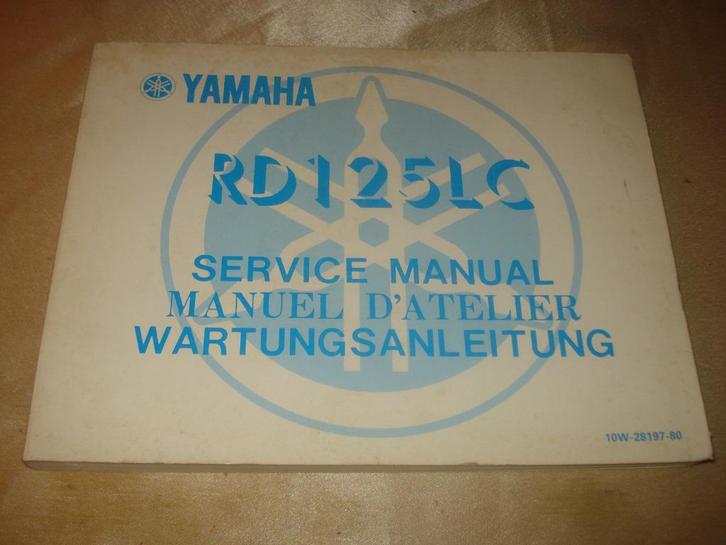 YAMAHA
RD125LC
SERVICE MANUAL
MANUEL D'ATELIER
WARTUNGSANLEITUNG
10W-28197-80